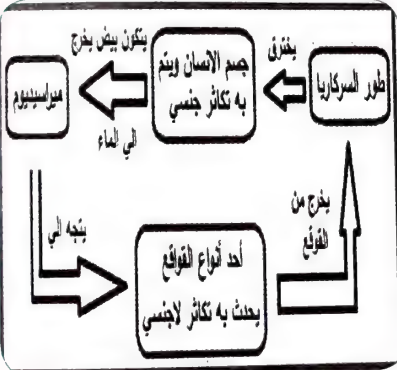 طور السركاريا
يخترق
جسم الانسان ويتم
به تكاثر جنسي
يتكون بيض يخرج
الي الماء
ميراسيديوم
يتجه الي
أحد أنواع القواقع
يحدث به تكاثر لاجنسي
يخرج من
القوقع